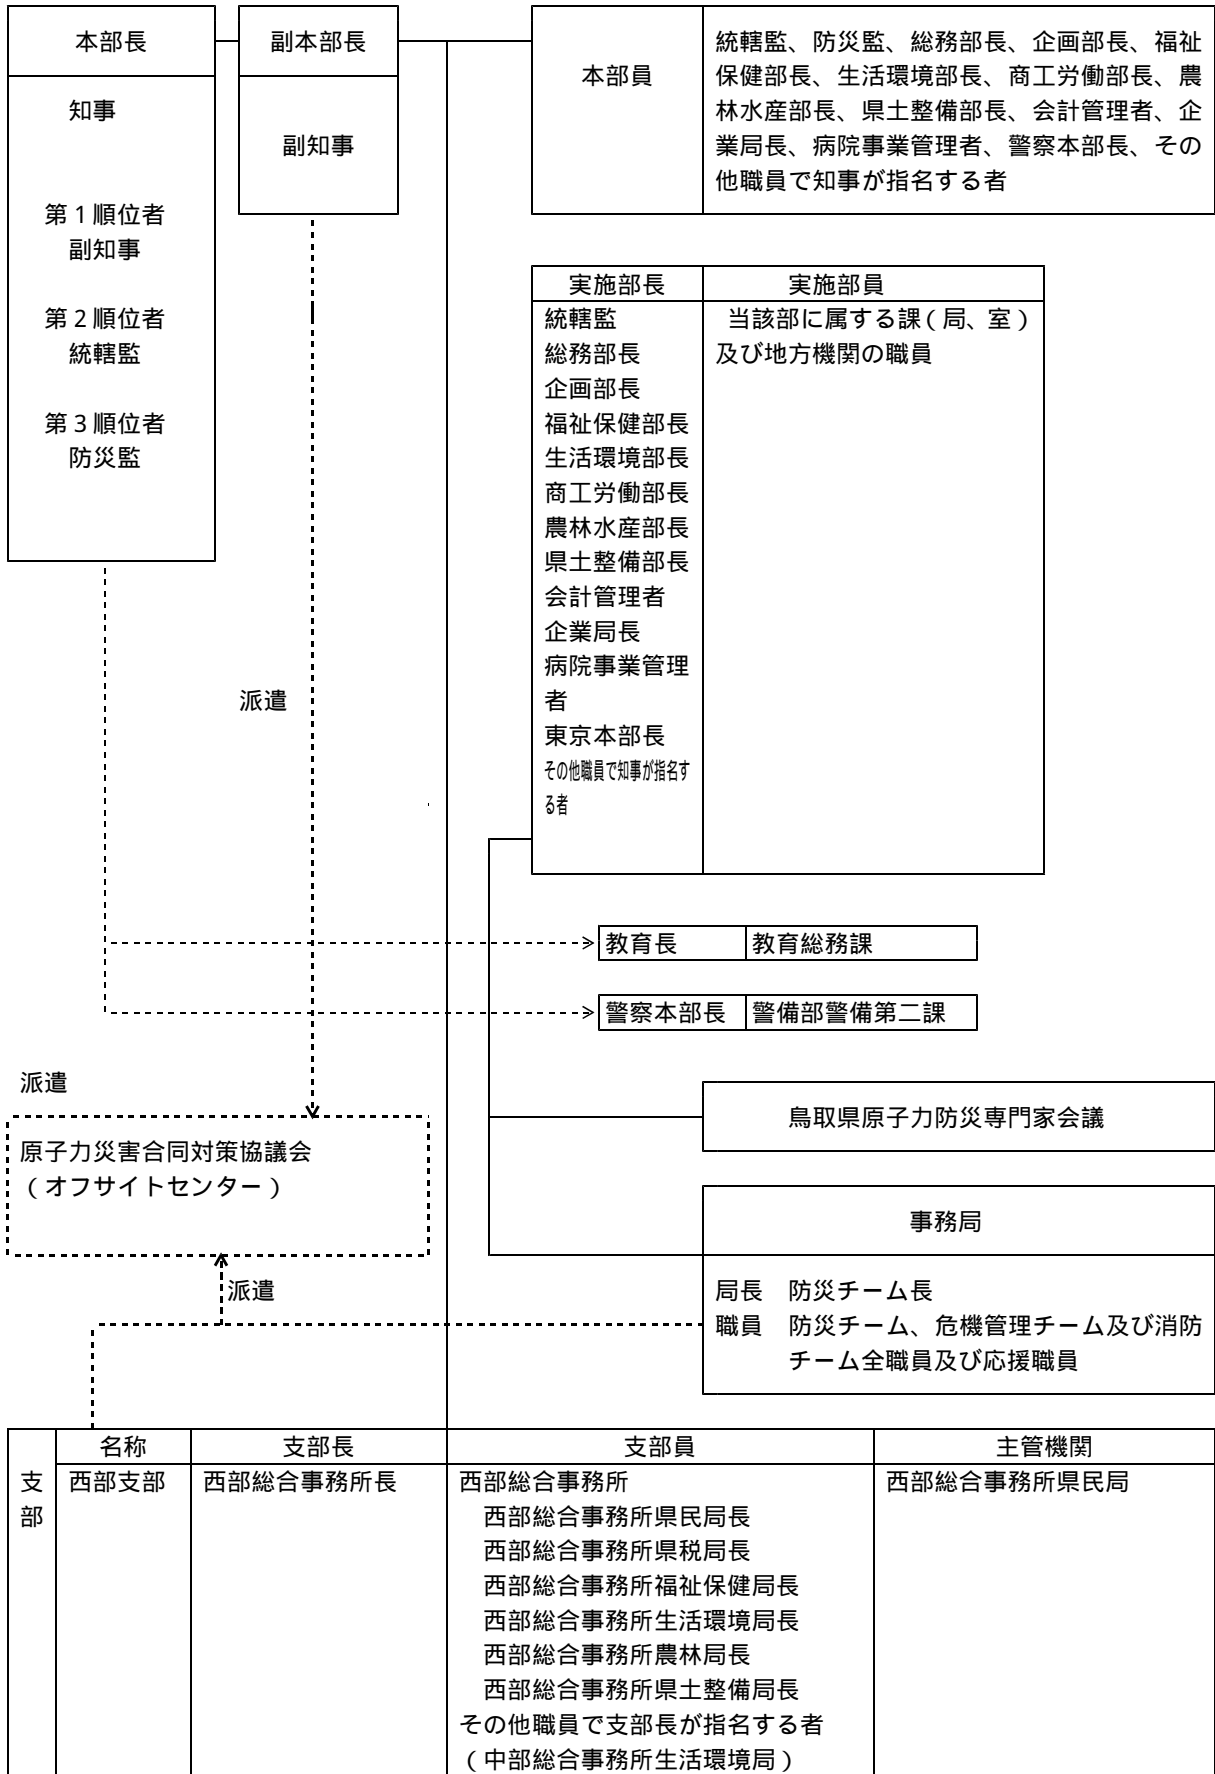 本部長
知事
第1順位者
副知事
第2順位者
統轄監
第3順位者
防災監
副本部長
副知事
本部員
統轄監、防災監、総務部長、企画部長、福祉
保健部長、生活環境部長、商工労働部長、農
林水産部長、県土整備部長、会計管理者、企
業局長、病院事業管理者、警察本部長、その
他職員で知事が指名する者
実施部長
実施部員
統轄監
総務部長
企画部長
福祉保健部長
生活環境部長
商工労働部長
農林水産部長
県土整備部長
会計管理者
企業局長
病院事業管理
者
東京本部長
その他職員で知事が指名す
る者
当該部に属する課(局、室)
及び地方機関の職員
派遣
教育長 教育総務課
警察本部長 警備部警備第二課
派遣
原子力災害合同対策協議会
(オフサイトセンター)
派遣
鳥取県原子力防災専門家会議
事務局
局長 防災チーム長
職員 防災チーム、危機管理チーム及び消防
チーム全職員及び応援職員
支
部
名称 支部長 支部員 主管機関
西部支部 西部総合事務所長 西部総合事務所 西部総合事務所県民局
西部総合事務所県民局長
西部総合事務所県税局長
西部総合事務所福祉保健局長
西部総合事務所生活環境局長
西部総合事務所農林局長
西部総合事務所県土整備局長
その他職員で支部長が指名する者
(中部総合事務所生活環境局)